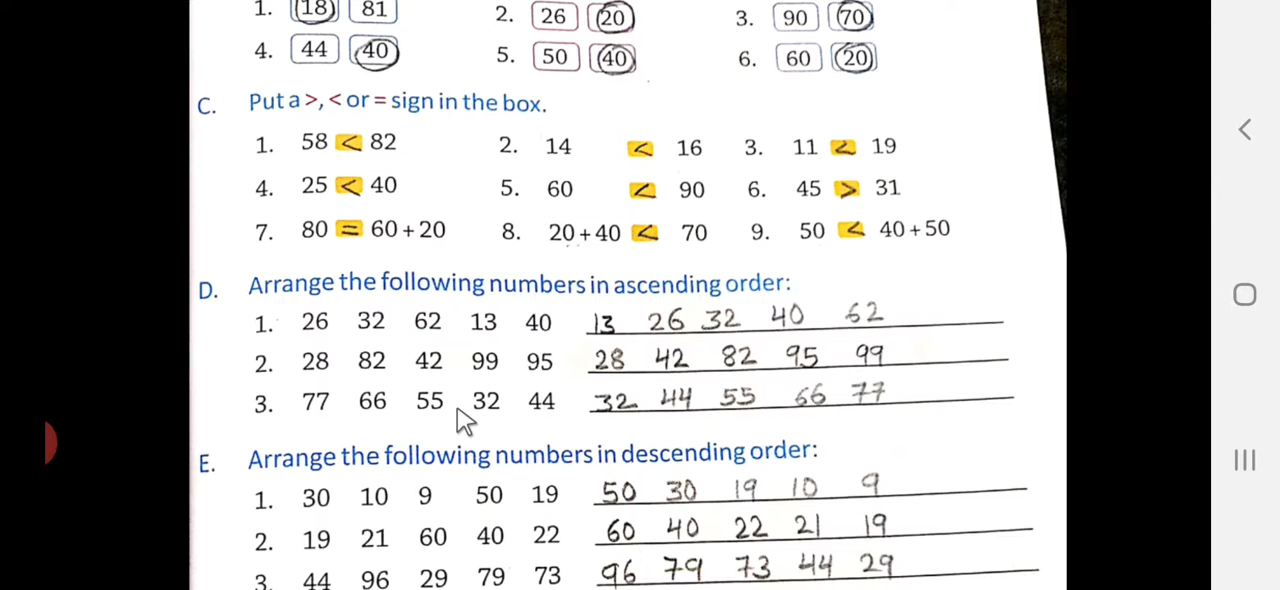 1. 18 81 2. 26 20 3. 90 70
4. 44 40 5. 50 40 6. 60 20
C. Put a >, < or = sign in the box.
1. 58 < 82 2. 14 < 16 3. 11 < 19
4. 25 < 40 5. 60 < 90 6. 45 > 31
7. 80 = 60 + 20 8. 20 + 40 < 70 9. 50 < 40 + 50
D. Arrange the following numbers in ascending order:
1. 26 32 62 13 40 13 26 32 40 62
2. 28 82 42 99 95 28 42 82 95 99
3. 77 66 55 32 44 32 44 55 66 77
E. Arrange the following numbers in descending order:
1. 30 10 9 50 19 50 30 19 10 9
2. 19 21 60 40 22 60 40 22 21 19
3. 44 96 29 79 73 96 79 73 44 29